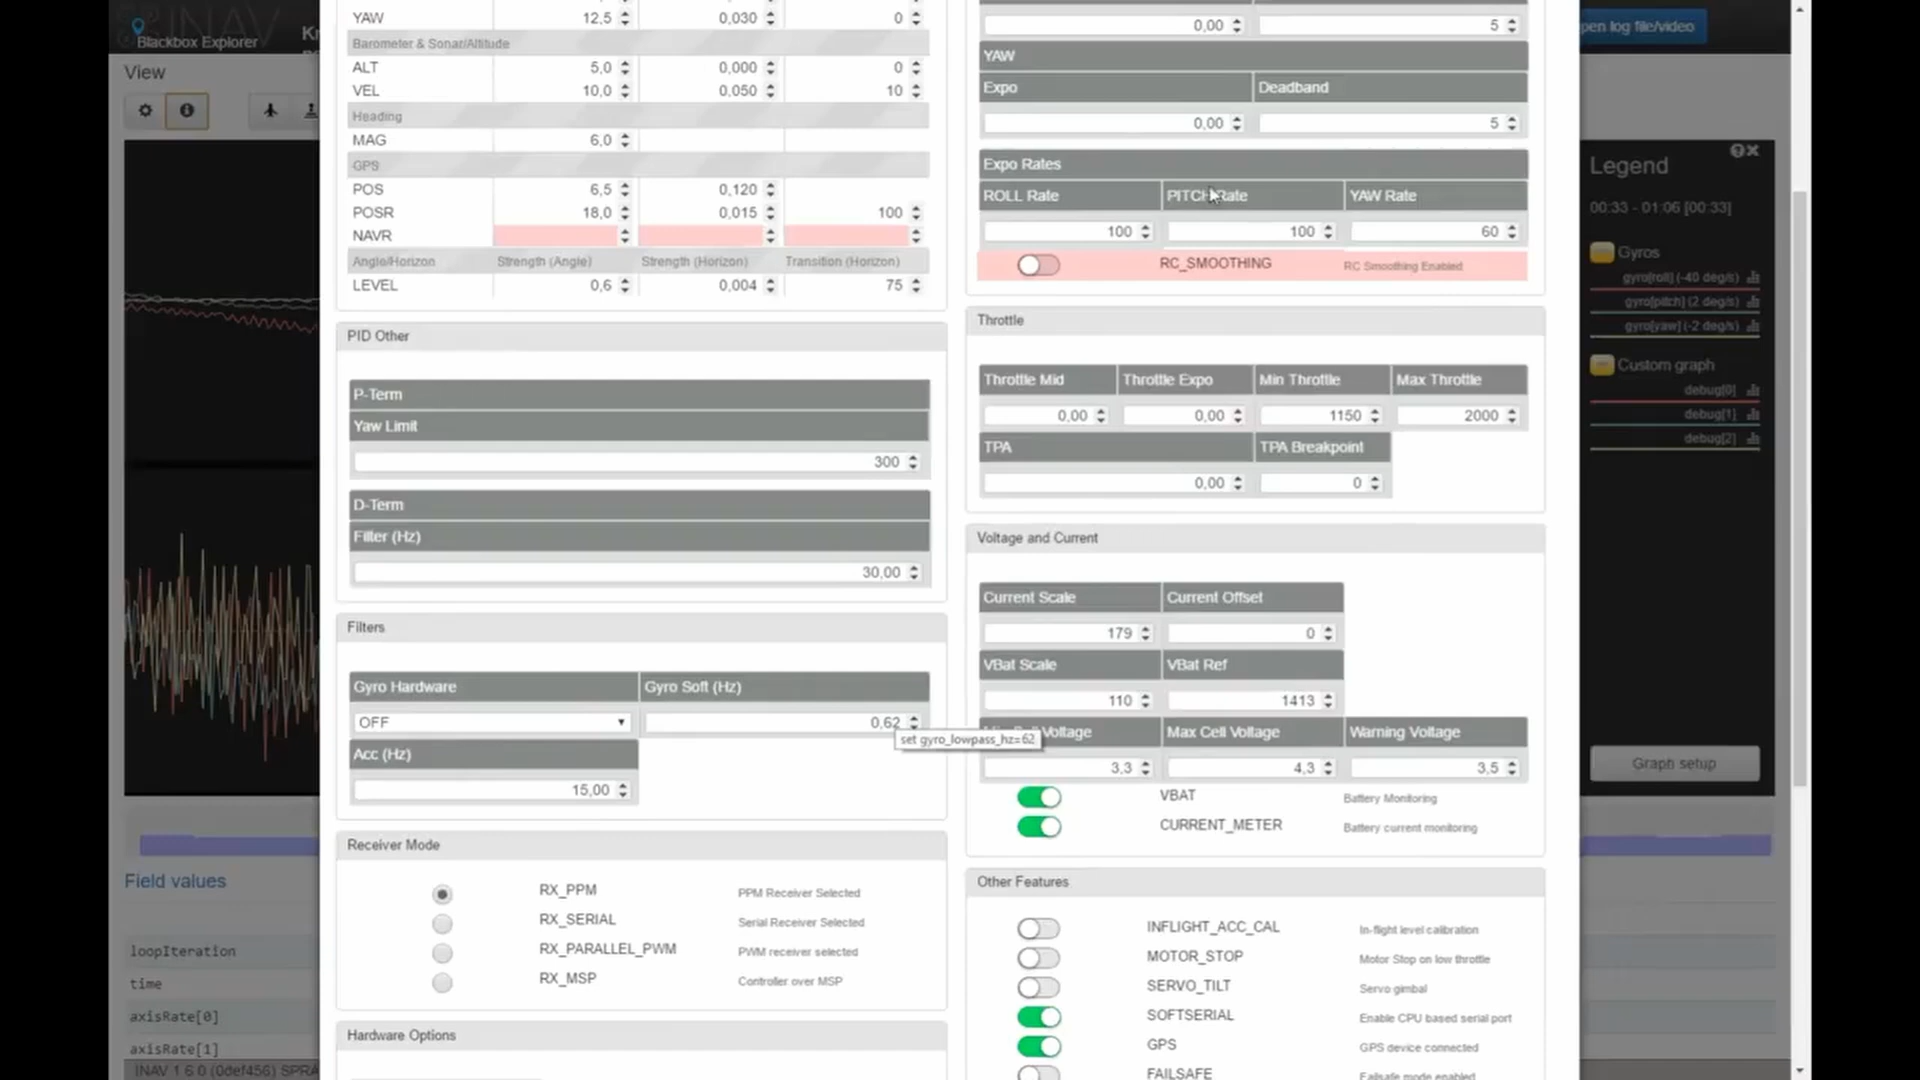 Blackbox Explorer
View
YAW 12,5 0,030 0
Barometer & Sonar/Altitude
ALT 5,0 0,000 0
VEL 10,0 0,050 10
Heading
MAG 6,0
GPS
POS 6,5 0,120
POSR 18,0 0,015 100
NAVR
Angle/Horizon Strength (Angle) Strength (Horizon) Transition (Horizon)
LEVEL 0,6 0,004 75
PID Other
P-Term
Yaw Limit
300
D-Term
Filter (Hz)
30,00
Filters
Gyro Hardware Gyro Soft (Hz)
OFF 0,62
set gyro_lowpass_hz=62
Acc (Hz)
15,00
Receiver Mode
RX_PPM PPM Receiver Selected
RX_SERIAL Serial Receiver Selected
RX_PARALLEL_PWM PWM receiver selected
RX_MSP Controller over MSP
Hardware Options
0,00 5
YAW
Expo Deadband
0,00 5
Expo Rates
ROLL Rate PITCH Rate YAW Rate
100 100 60
RC_SMOOTHING RC Smoothing Enabled
Throttle
Throttle Mid Throttle Expo Min Throttle Max Throttle
0,00 0,00 1150 2000
TPA TPA Breakpoint
0,00 0
Voltage and Current
Current Scale Current Offset
179 0
VBat Scale VBat Ref
110 1413
Voltage Max Cell Voltage Warning Voltage
3,3 4,3 3,5
VBAT Battery Monitoring
CURRENT_METER Battery current monitoring
Other Features
INFLIGHT_ACC_CAL In-flight level calibration
MOTOR_STOP Motor Stop on low throttle
SERVO_TILT Servo gimbal
SOFTSERIAL Enable CPU based serial port
GPS GPS device connected
FAILSAFE Failsafe mode enabled
pen log file/video
Legend
00:33 - 01:06 [00:33]
Gyros
gyro[roll] (-40 deg/s)
gyro[pitch] (2 deg/s)
gyro[yaw] (-2 deg/s)
Custom graph
debug[0]
debug[1]
debug[2]
Graph setup
Field values
loopIteration
time
axisRate[0]
axisRate[1]
INAV 1.6.0 (0def456) SPRA